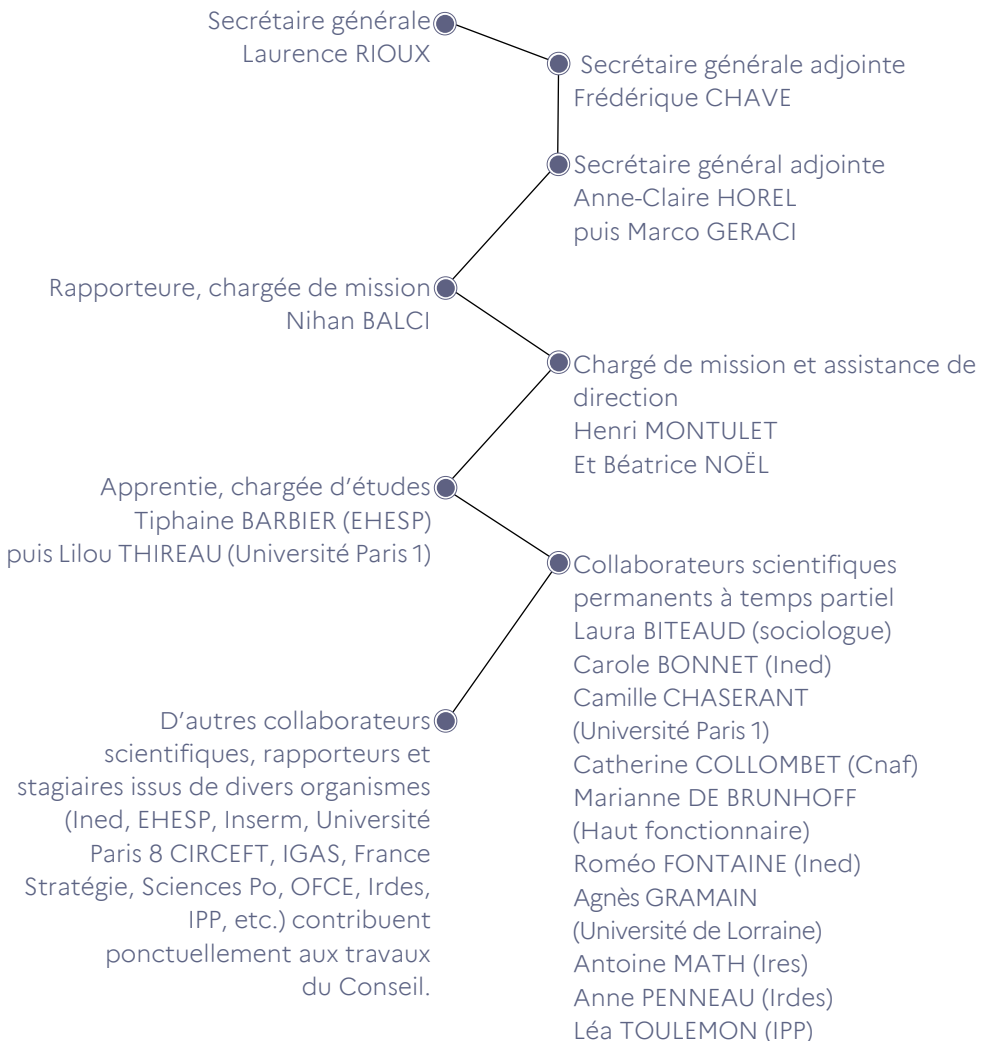 Secrétaire générale
Laurence RIOUX
Secrétaire générale adjointe
Frédérique CHAVE
Secrétaire général adjointe
Anne-Claire HOREL
puis Marco GERACI
Rapporteure, chargée de mission
Nihan BALCI
Chargé de mission et assistance de
direction
Henri MONTULET
Et Béatrice NOËL
Apprentie, chargée d'études
Tiphaine BARBIER (EHESP)
puis Lilou THIREAU (Université Paris 1)
Collaborateurs scientifiques
permanents à temps partiel
Laura BITEAUD (sociologue)
Carole BONNET (Ined)
Camille CHASERANT
(Université Paris 1)
Catherine COLLOMBET (Cnaf)
Marianne DE BRUNHOFF
(Haut fonctionnaire)
Roméo FONTAINE (Ined)
Agnès GRAMAIN
(Université de Lorraine)
Antoine MATH (Ires)
Anne PENNEAU (Irdes)
Léa TOULEMON (IPP)
D'autres collaborateurs
scientifiques, rapporteurs et
stagiaires issus de divers organismes
(Ined, EHESP, Inserm, Université
Paris 8 CIRCEFT, IGAS, France
Stratégie, Sciences Po, OFCE, Irdes,
IPP, etc.) contribuent
ponctuellement aux travaux
du Conseil.